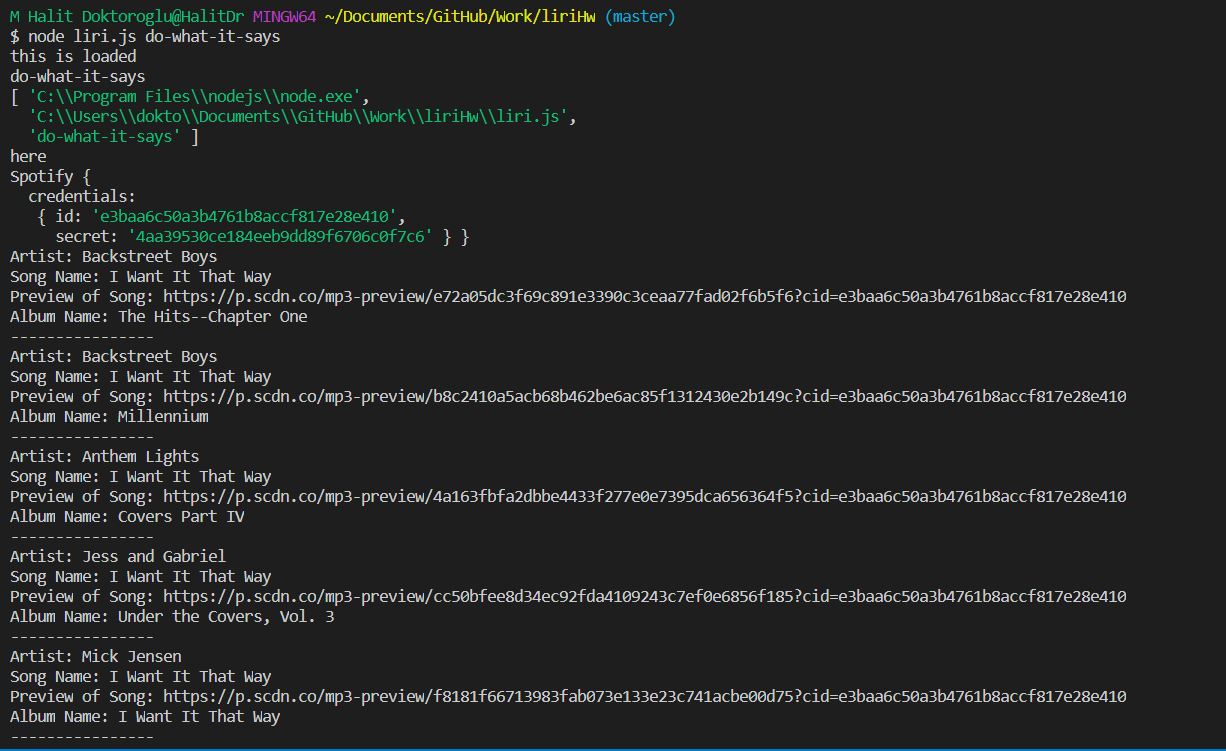 M Halit Doktoroglu@HalitDr MINGW64 ~/Documents/GitHub/Work/liriHw (master)
$ node liri.js do-what-it-says
this is loaded
do-what-it-says
[ 'C:\\Program Files\\nodejs\\node.exe',
  'C:\\Users\\dokto\\Documents\\GitHub\\Work\\liriHw\\liri.js',
  'do-what-it-says' ]
here
Spotify {
  credentials:
   { id: 'e3baa6c50a3b4761b8accf817e28e410',
     secret: '4aa39530ce184eeb9dd89f6706c0f7c6' } }
Artist: Backstreet Boys
Song Name: I Want It That Way
Preview of Song: https://p.scdn.co/mp3-preview/e72a05dc3f69c891e3390c3ceaa77fad02f6b5f6?cid=e3baa6c50a3b4761b8accf817e28e410
Album Name: The Hits--Chapter One
----------------
Artist: Backstreet Boys
Song Name: I Want It That Way
Preview of Song: https://p.scdn.co/mp3-preview/b8c2410a5acb68b462be6ac85f1312430e2b149c?cid=e3baa6c50a3b4761b8accf817e28e410
Album Name: Millennium
----------------
Artist: Anthem Lights
Song Name: I Want It That Way
Preview of Song: https://p.scdn.co/mp3-preview/4a163fbfa2dbbe4433f277e0e7395dca656364f5?cid=e3baa6c50a3b4761b8accf817e28e410
Album Name: Covers Part IV
----------------
Artist: Jess and Gabriel
Song Name: I Want It That Way
Preview of Song: https://p.scdn.co/mp3-preview/cc50bfee8d34ec92fda4109243c7ef0e6856f185?cid=e3baa6c50a3b4761b8accf817e28e410
Album Name: Under the Covers, Vol. 3
----------------
Artist: Mick Jensen
Song Name: I Want It That Way
Preview of Song: https://p.scdn.co/mp3-preview/f8181f66713983fab073e133e23c741acbe00d75?cid=e3baa6c50a3b4761b8accf817e28e410
Album Name: I Want It That Way
----------------